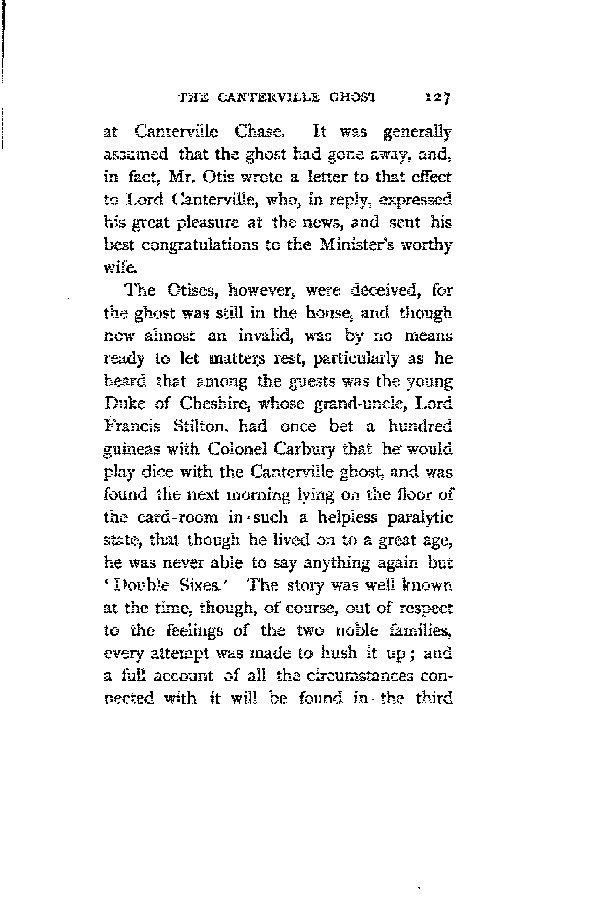 THE CANTERVILLE GHOST 127
at Canterville Chase. It was generally
assumed that the ghost had gone away, and,
in fact, Mr. Otis wrote a letter to that effect
to Lord Canterville, who, in reply, expressed
his great pleasure at the news, and sent his
best congratulations to the Minister's worthy
wife.
The Otises, however, were deceived, for
the ghost was still in the house, and though
now almost an invalid, was by no means
ready to let matters rest, particularly as he
heard that among the guests was the young
Duke of Cheshire, whose grand-uncle, Lord
Francis Stilton, had once bet a hundred
guineas with Colonel Carbury that he would
play dice with the Canterville ghost, and was
found the next morning lying on the floor of
the card-room in such a helpless paralytic
state, that though he lived on to a great age,
he was never able to say anything again but
‘Double Sixes.’ The story was well known
at the time, though, of course, out of respect
to the feelings of the two noble families,
every attempt was made to hush it up; and
a full account of all the circumstances con-
nected with it will be found in the third